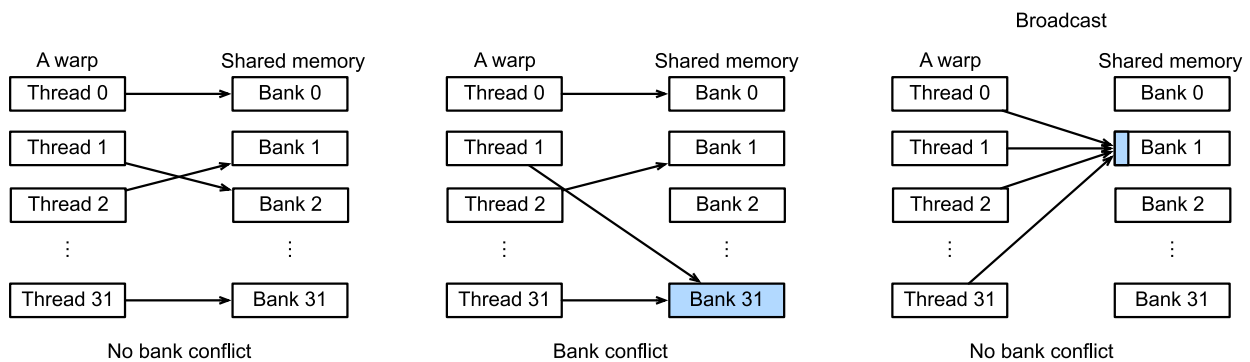 A warp
Shared memory
Thread 0
Bank 0
Thread 1
Bank 1
Thread 2
Bank 2
⋮
⋮
Thread 31
Bank 31
No bank conflict
A warp
Shared memory
Thread 0
Bank 0
Thread 1
Bank 1
Thread 2
Bank 2
⋮
⋮
Thread 31
Bank 31
Bank conflict
Broadcast
A warp
Shared memory
Thread 0
Bank 0
Thread 1
Bank 1
Thread 2
Bank 2
⋮
⋮
Thread 31
Bank 31
No bank conflict